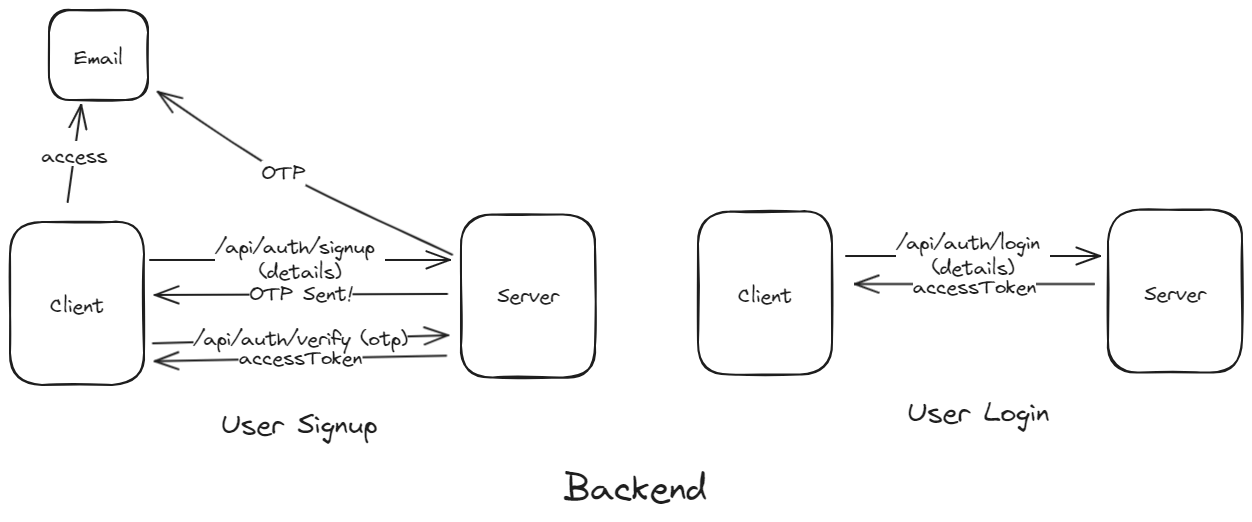 Email
access
OTP
/api/auth/signup
(details)
OTP Sent!
/api/auth/verify (otp)
accessToken
Client
Server
User Signup
/api/auth/login
(details)
accessToken
Client
Server
User Login
Backend